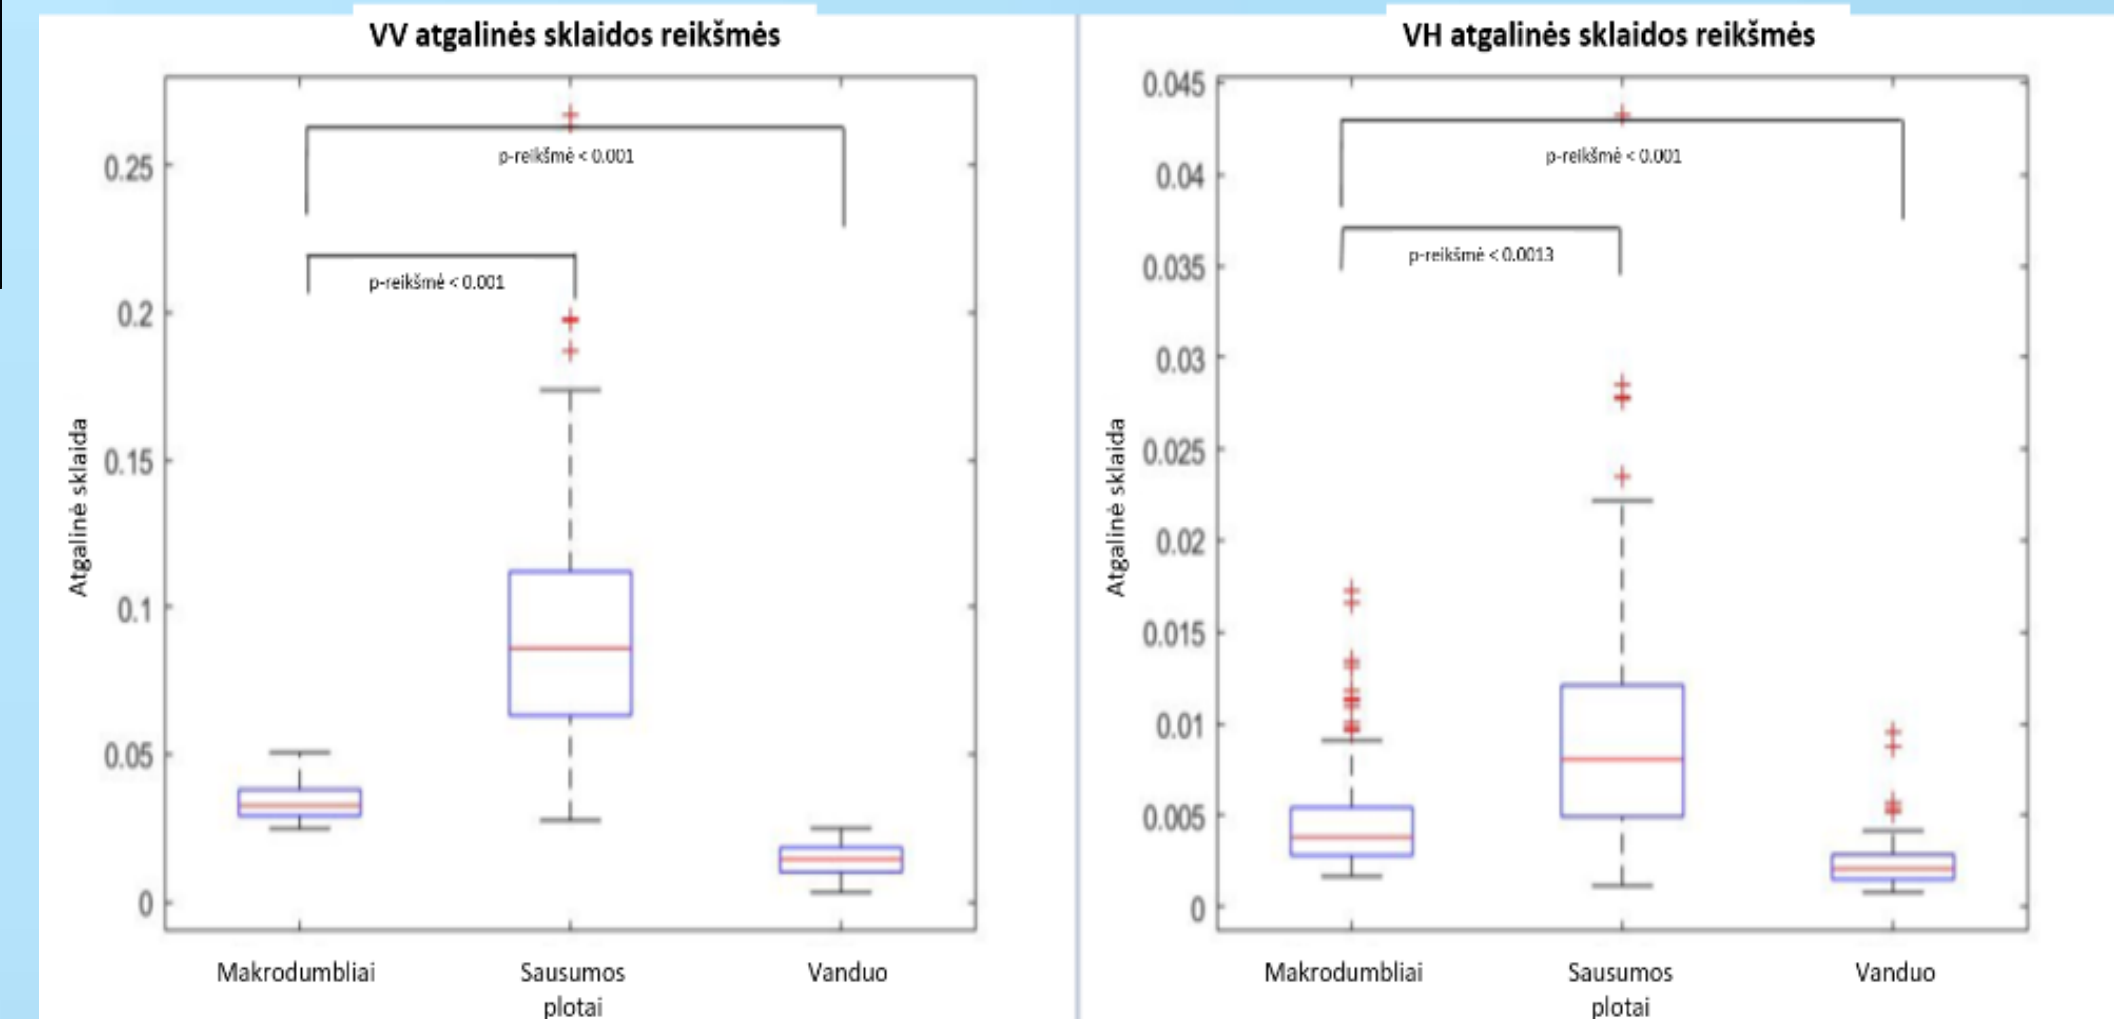 VV atgalinės sklaidos reikšmės
0.25
0.2
0.15
0.1
0.05
0
Atgalinė sklaida
p-reikšmė < 0.001
p-reikšmė < 0.001
Makrodumbliai
Sausumos
plotai
Vanduo
VH atgalinės sklaidos reikšmės
0.045
0.04
0.035
0.03
0.025
0.02
0.015
0.01
0.005
0
Atgalinė sklaida
p-reikšmė < 0.001
p-reikšmė < 0.0013
Makrodumbliai
Sausumos
plotai
Vanduo